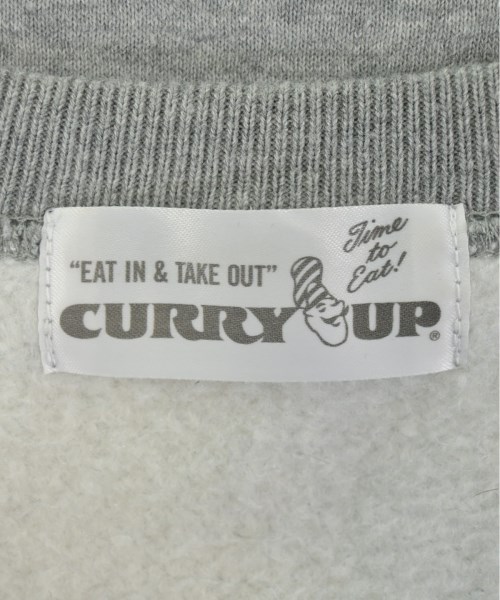 Time
to
Eat!
"EAT IN & TAKE OUT"
CURRY UP®